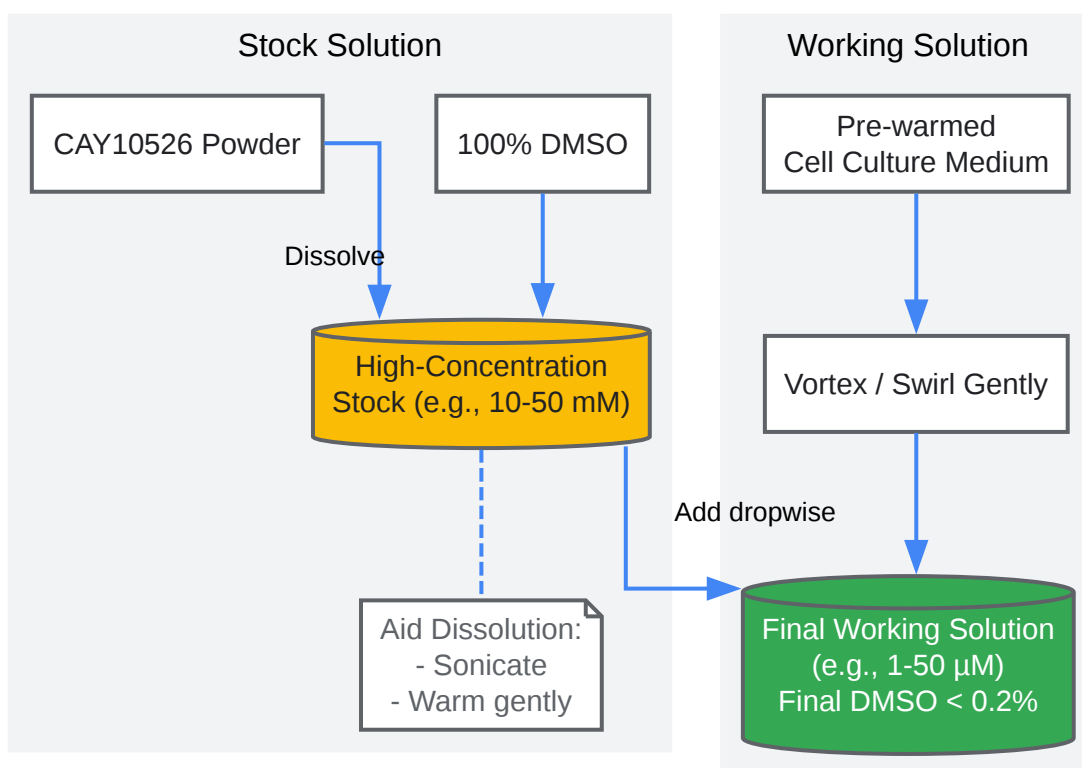 Stock Solution
Working Solution
CAY10526 Powder
100% DMSO
Pre-warmed
Cell Culture Medium
Dissolve
High-Concentration
Stock (e.g., 10-50 mM)
Vortex / Swirl Gently
Add dropwise
Aid Dissolution:
- Sonicate
- Warm gently
Final Working Solution
(e.g., 1-50 µM)
Final DMSO < 0.2%